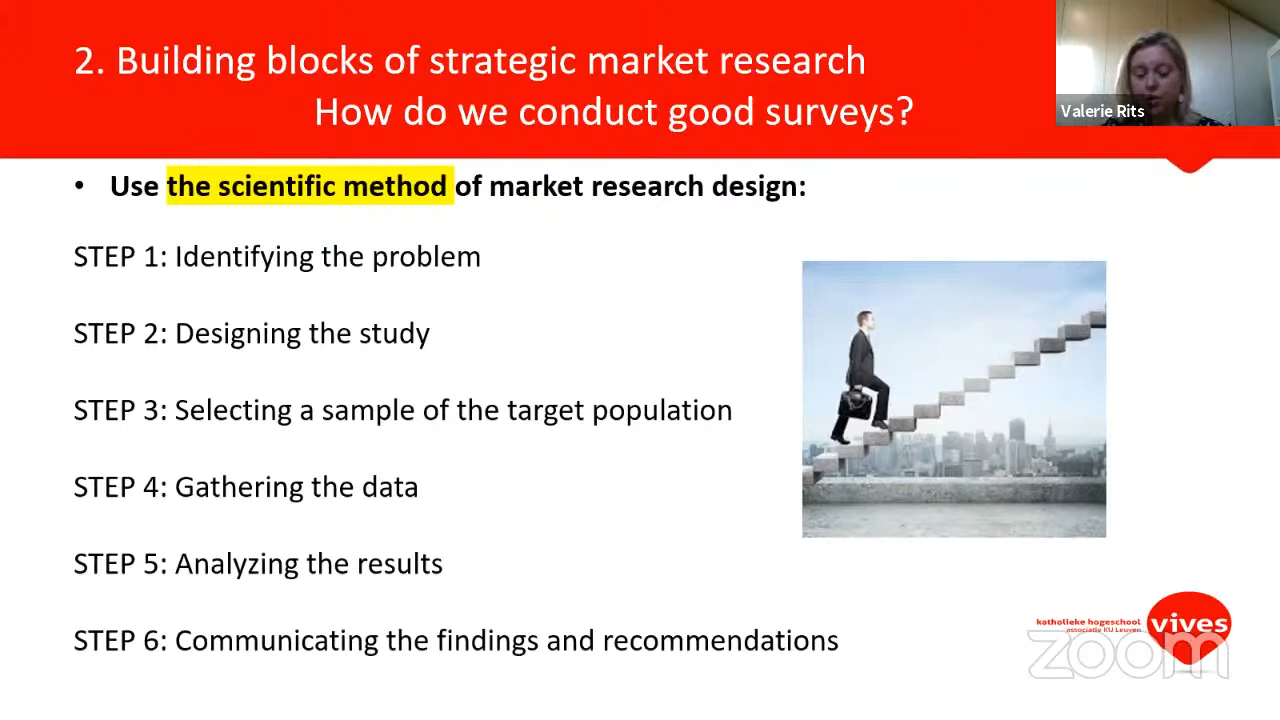 2. Building blocks of strategic market research
How do we conduct good surveys?
Valerie Rits
• Use the scientific method of market research design:
STEP 1: Identifying the problem
STEP 2: Designing the study
STEP 3: Selecting a sample of the target population
STEP 4: Gathering the data
STEP 5: Analyzing the results
STEP 6: Communicating the findings and recommendations
katholieke hogeschool
associatie KU Leuven
vives
zoom